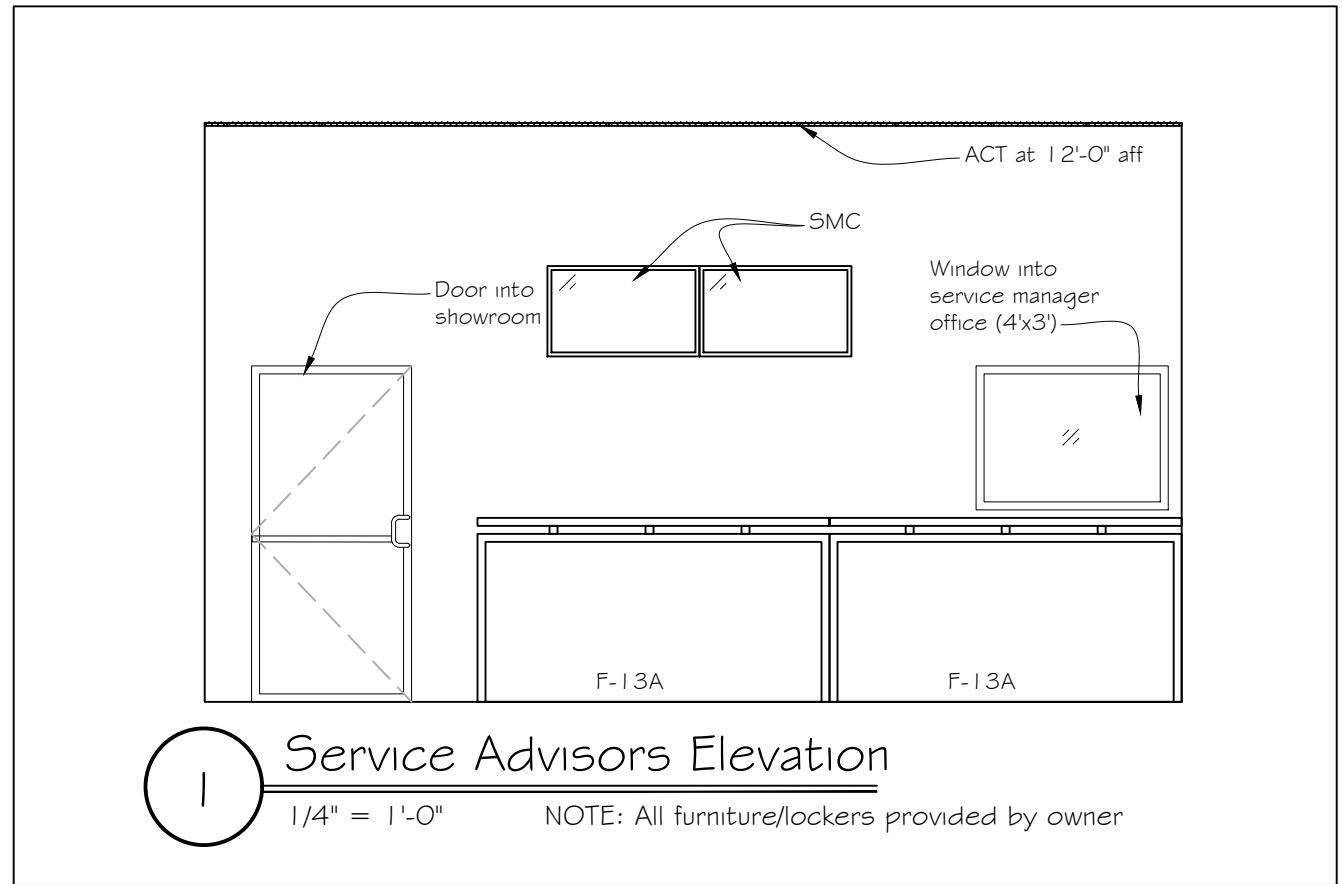 ACT at 12'-0" aff
SMC
Window into
service manager
office (4'x3')
Door into
showroom
F-13A
F-13A
1
Service Advisors Elevation
1/4" = 1'-0"
NOTE: All furniture/lockers provided by owner